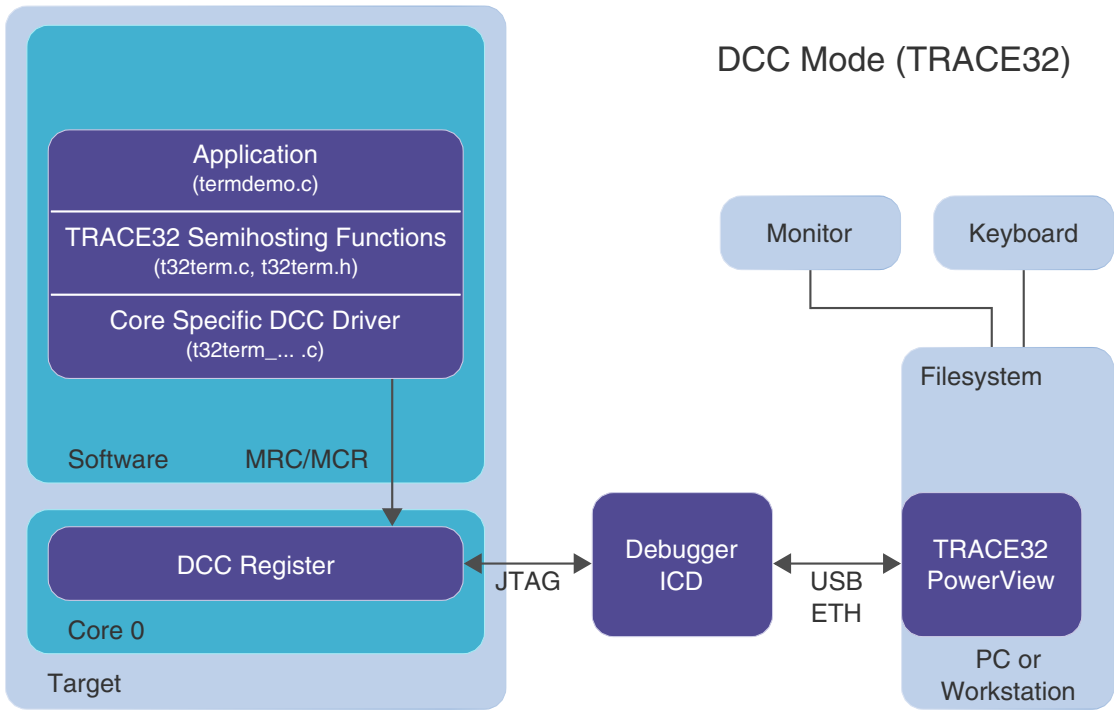 DCC Mode (TRACE32)
Application
(termdemo.c)
TRACE32 Semihosting Functions
(t32term.c, t32term.h)
Core Specific DCC Driver
(t32term_... .c)
Software
MRC/MCR
DCC Register
Core 0
Target
JTAG
Debugger
ICD
USB
ETH
Monitor
Keyboard
Filesystem
TRACE32
PowerView
PC or
Workstation